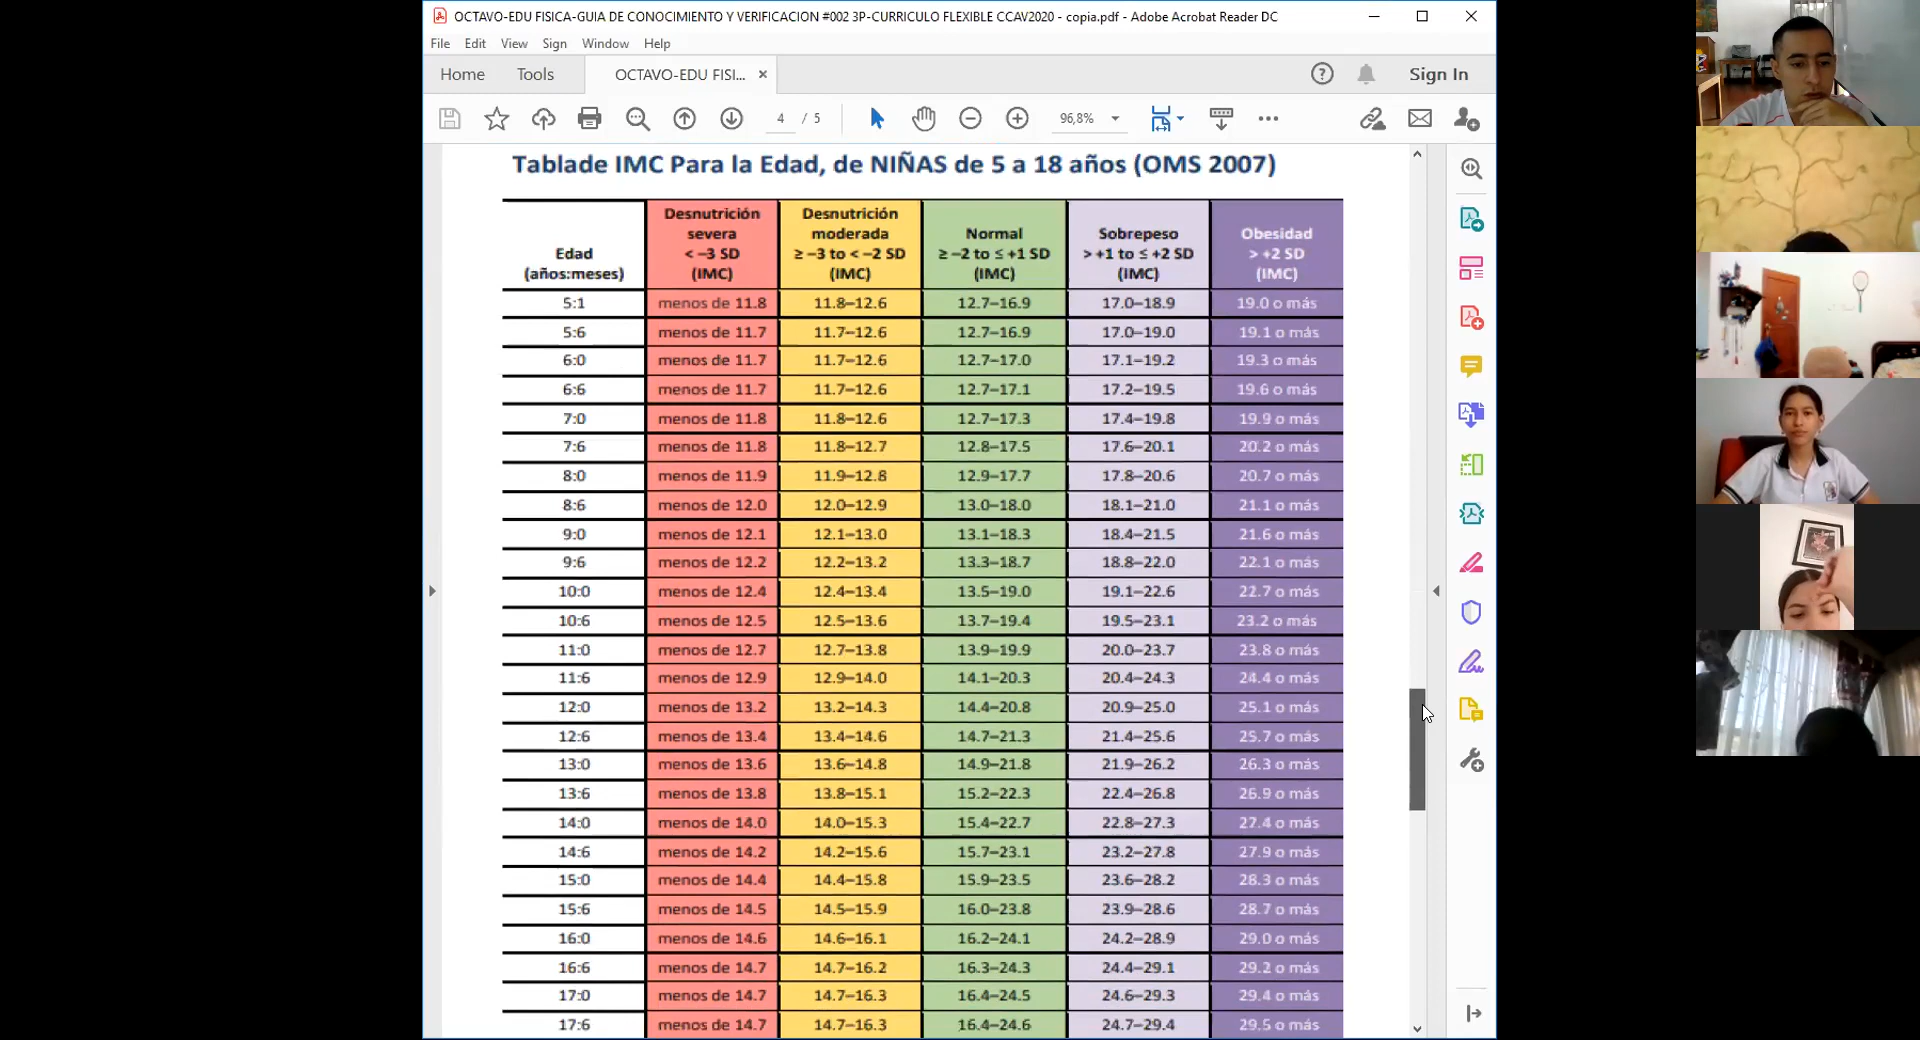 OCTAVO-EDU FISICA-GUIA DE CONOCIMIENTO Y VERIFICACION #002 3P-CURRICULO FLEXIBLE CCAV2020 - copia.pdf - Adobe Acrobat Reader DC
File Edit View Sign Window Help
Home Tools OCTAVO-EDU FISI... × Sign In
4 / 5 96,8%
Tablade IMC Para la Edad, de NIÑAS de 5 a 18 años (OMS 2007)
Edad (años:meses) Desnutrición severa < −3 SD (IMC) Desnutrición moderada ≥ −3 to < −2 SD (IMC) Normal ≥ −2 to ≤ +1 SD (IMC) Sobrepeso > +1 to ≤ +2 SD (IMC) Obesidad > +2 SD (IMC)
5:1 menos de 11.8 11.8–12.6 12.7–16.9 17.0–18.9 19.0 o más
5:6 menos de 11.7 11.7–12.6 12.7–16.9 17.0–19.0 19.1 o más
6:0 menos de 11.7 11.7–12.6 12.7–17.0 17.1–19.2 19.3 o más
6:6 menos de 11.7 11.7–12.6 12.7–17.1 17.2–19.5 19.6 o más
7:0 menos de 11.8 11.8–12.6 12.7–17.3 17.4–19.8 19.9 o más
7:6 menos de 11.8 11.8–12.7 12.8–17.5 17.6–20.1 20.2 o más
8:0 menos de 11.9 11.9–12.8 12.9–17.7 17.8–20.6 20.7 o más
8:6 menos de 12.0 12.0–12.9 13.0–18.0 18.1–21.0 21.1 o más
9:0 menos de 12.1 12.1–13.0 13.1–18.3 18.4–21.5 21.6 o más
9:6 menos de 12.2 12.2–13.2 13.3–18.7 18.8–22.0 22.1 o más
10:0 menos de 12.4 12.4–13.4 13.5–19.0 19.1–22.6 22.7 o más
10:6 menos de 12.5 12.5–13.6 13.7–19.4 19.5–23.1 23.2 o más
11:0 menos de 12.7 12.7–13.8 13.9–19.9 20.0–23.7 23.8 o más
11:6 menos de 12.9 12.9–14.0 14.1–20.3 20.4–24.3 24.4 o más
12:0 menos de 13.2 13.2–14.3 14.4–20.8 20.9–25.0 25.1 o más
12:6 menos de 13.4 13.4–14.6 14.7–21.3 21.4–25.6 25.7 o más
13:0 menos de 13.6 13.6–14.8 14.9–21.8 21.9–26.2 26.3 o más
13:6 menos de 13.8 13.8–15.1 15.2–22.3 22.4–26.8 26.9 o más
14:0 menos de 14.0 14.0–15.3 15.4–22.7 22.8–27.3 27.4 o más
14:6 menos de 14.2 14.2–15.6 15.7–23.1 23.2–27.8 27.9 o más
15:0 menos de 14.4 14.4–15.8 15.9–23.5 23.6–28.2 28.3 o más
15:6 menos de 14.5 14.5–15.9 16.0–23.8 23.9–28.6 28.7 o más
16:0 menos de 14.6 14.6–16.1 16.2–24.1 24.2–28.9 29.0 o más
16:6 menos de 14.7 14.7–16.2 16.3–24.3 24.4–29.1 29.2 o más
17:0 menos de 14.7 14.7–16.3 16.4–24.5 24.6–29.3 29.4 o más
17:6 menos de 14.7 14.7–16.3 16.4–24.6 24.7–29.4 29.5 o más